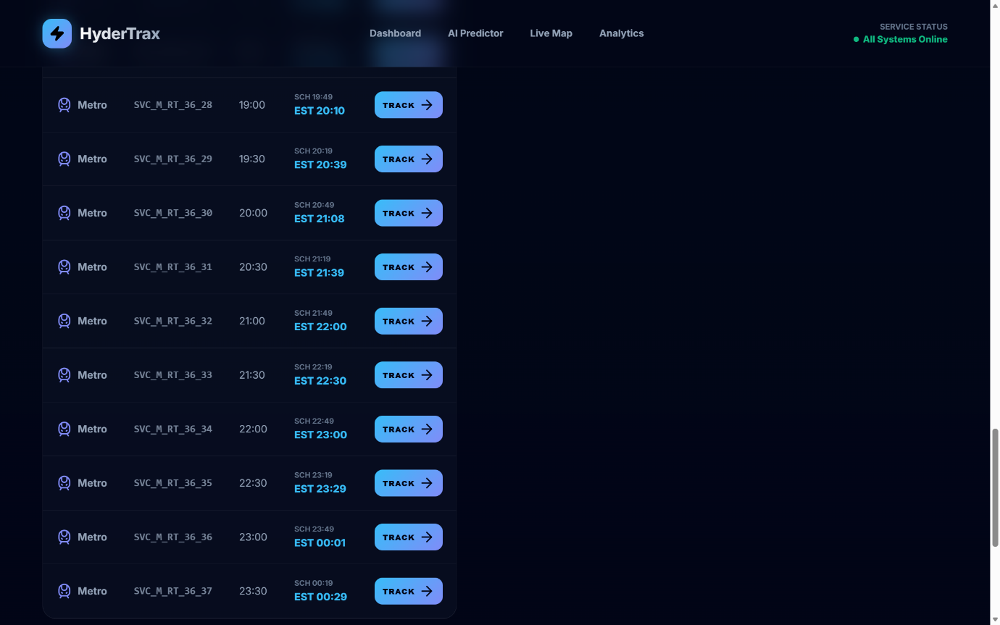 HyderTrax
Dashboard AI Predictor Live Map Analytics
SERVICE STATUS
All Systems Online
Metro SVC_M_RT_36_28 19:00 SCH 19:49 EST 20:10 TRACK
Metro SVC_M_RT_36_29 19:30 SCH 20:19 EST 20:39 TRACK
Metro SVC_M_RT_36_30 20:00 SCH 20:49 EST 21:08 TRACK
Metro SVC_M_RT_36_31 20:30 SCH 21:19 EST 21:39 TRACK
Metro SVC_M_RT_36_32 21:00 SCH 21:49 EST 22:00 TRACK
Metro SVC_M_RT_36_33 21:30 SCH 22:19 EST 22:30 TRACK
Metro SVC_M_RT_36_34 22:00 SCH 22:49 EST 23:00 TRACK
Metro SVC_M_RT_36_35 22:30 SCH 23:19 EST 23:29 TRACK
Metro SVC_M_RT_36_36 23:00 SCH 23:49 EST 00:01 TRACK
Metro SVC_M_RT_36_37 23:30 SCH 00:19 EST 00:29 TRACK